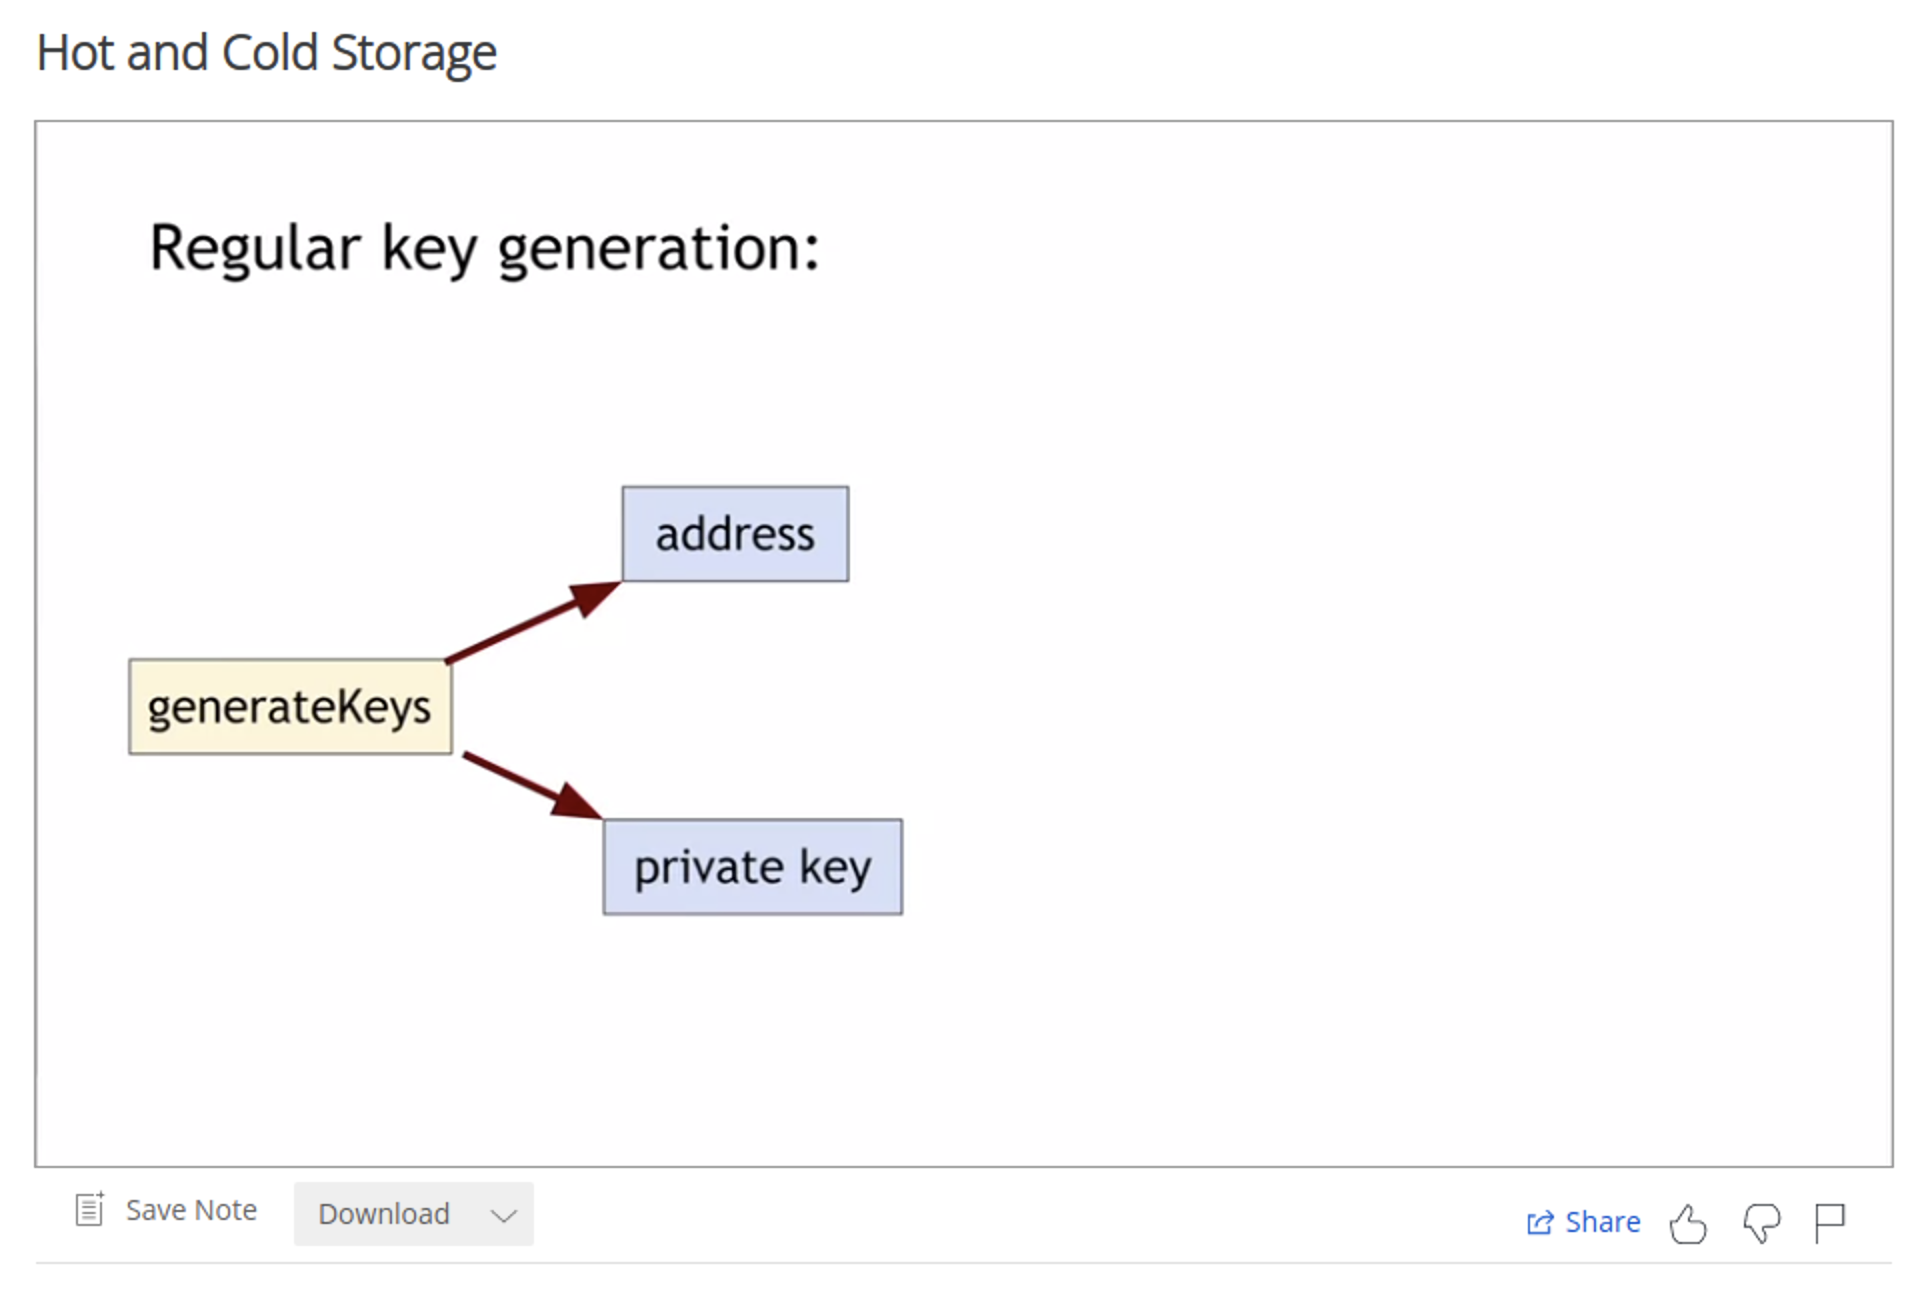 Hot and Cold Storage
Regular key generation:
address
generateKeys
private key
Save Note
Download
Share